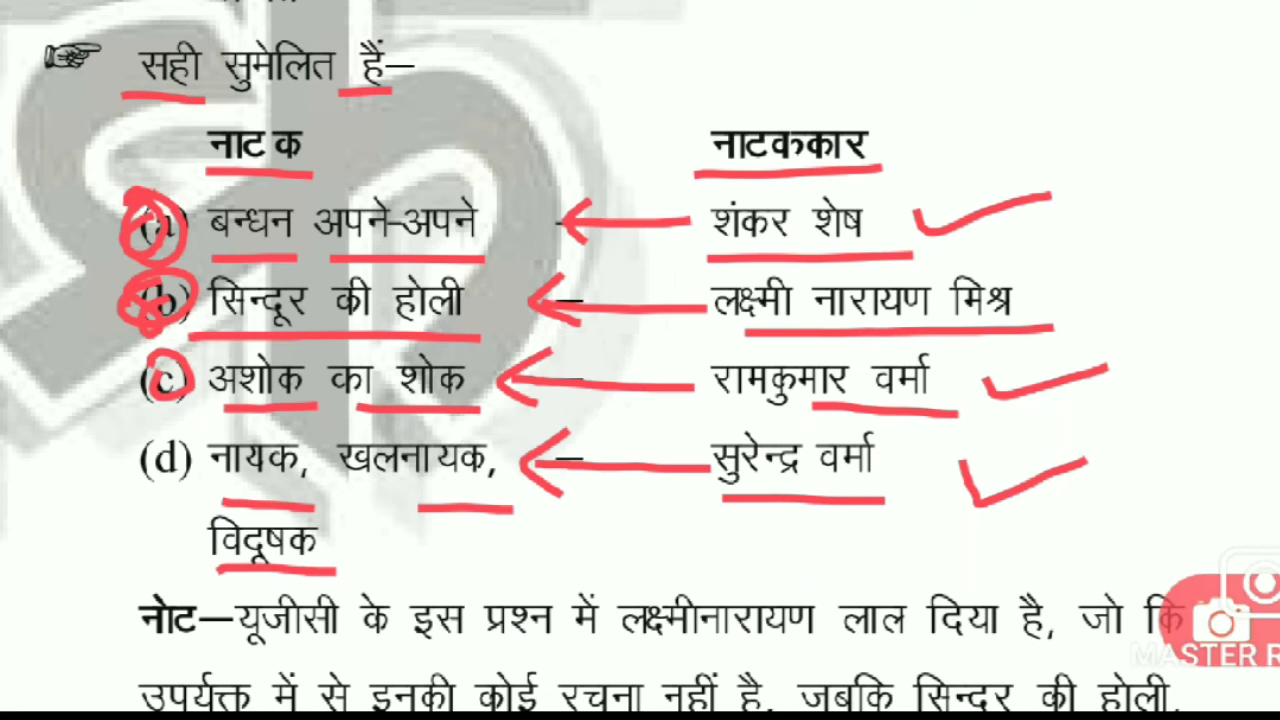 सही सुमेलित हैं–
नाटक नाटककार
(a) बन्धन अपने-अपने – शंकर शेष
(b) सिन्दूर की होली – लक्ष्मी नारायण मिश्र
(c) अशोक का शोक – रामकुमार वर्मा
(d) नायक, खलनायक, – सुरेन्द्र वर्मा
विदूषक
नोट–यूजीसी के इस प्रश्न में लक्ष्मीनारायण लाल दिया है, जो कि
उपर्युक्त में से इनकी कोई रचना नहीं है, जबकि सिन्दूर की होली,
MASTER R